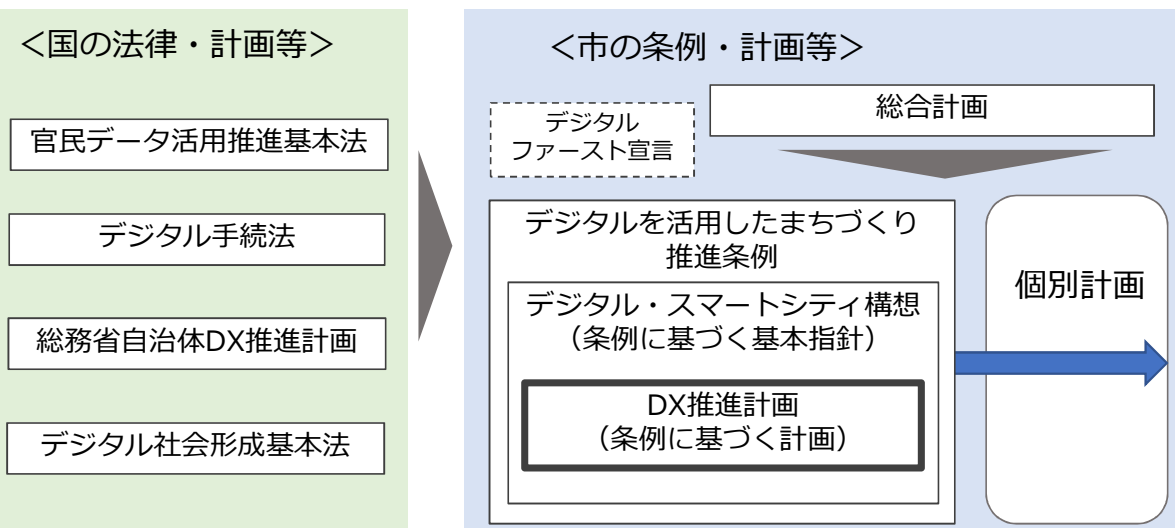 ＜国の法律・計画等＞
官民データ活用推進基本法
デジタル手続法
総務省自治体DX推進計画
デジタル社会形成基本法
＜市の条例・計画等＞
デジタル
ファースト宣言
総合計画
デジタルを活用したまちづくり
推進条例
デジタル・スマートシティ構想
（条例に基づく基本指針）
DX推進計画
（条例に基づく計画）
個別計画